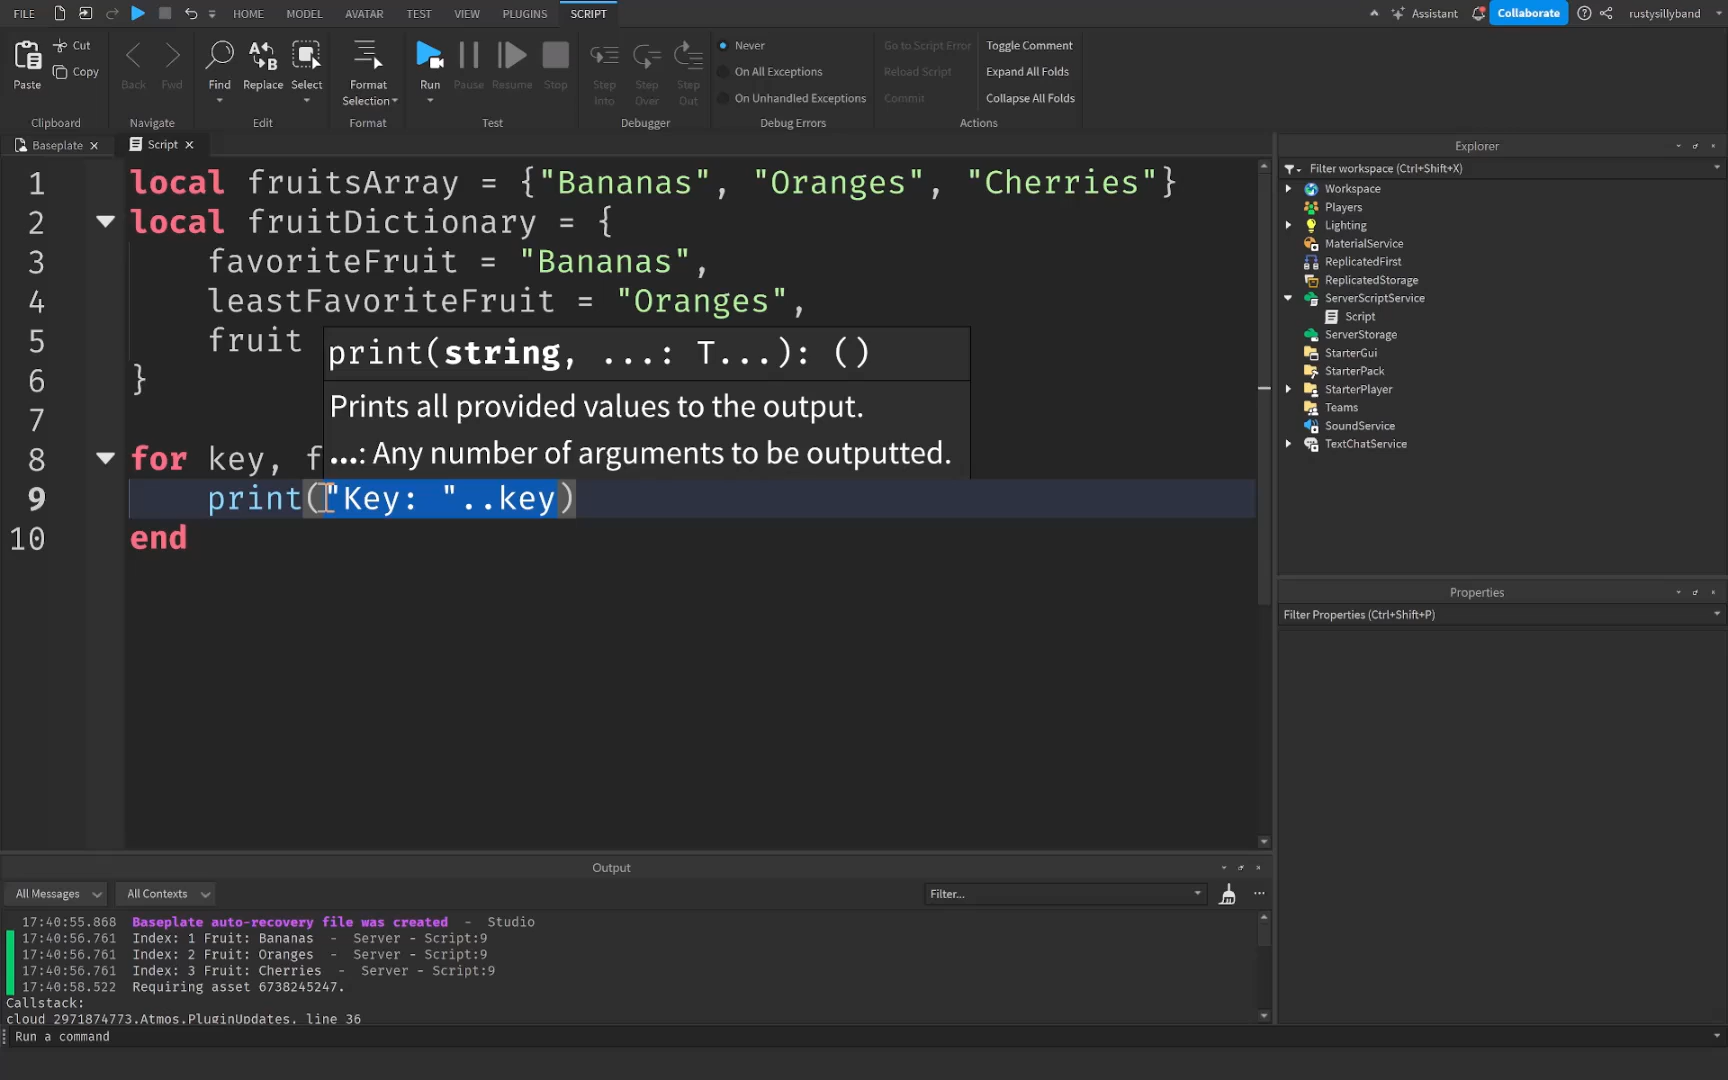 FILE HOME MODEL AVATAR TEST VIEW PLUGINS SCRIPT Assistant Collaborate rustysillyband
Paste Cut Copy Back Fwd Find Replace Select Format Selection Run Pause Resume Stop Step Into Step Over Step Out
Never
On All Exceptions
On Unhandled Exceptions
Go to Script Error
Reload Script
Commit
Toggle Comment
Expand All Folds
Collapse All Folds
Clipboard Navigate Edit Format Test Debugger Debug Errors Actions
Baseplate Script
1 local fruitsArray = {"Bananas", "Oranges", "Cherries"}
2 local fruitDictionary = {
3 favoriteFruit = "Bananas",
4 leastFavoriteFruit = "Oranges",
5 fruit
6 }
7
8 for key, f
9 print("Key: "..key)
10 end
print(string, ...: T...): ()
Prints all provided values to the output.
...: Any number of arguments to be outputted.
Explorer
Filter workspace (Ctrl+Shift+X)
Workspace
Players
Lighting
MaterialService
ReplicatedFirst
ReplicatedStorage
ServerScriptService
Script
ServerStorage
StarterGui
StarterPack
StarterPlayer
Teams
SoundService
TextChatService
Properties
Filter Properties (Ctrl+Shift+P)
Output
All Messages All Contexts Filter...
17:40:55.868 Baseplate auto-recovery file was created - Studio
17:40:56.761 Index: 1 Fruit: Bananas - Server - Script:9
17:40:56.761 Index: 2 Fruit: Oranges - Server - Script:9
17:40:56.761 Index: 3 Fruit: Cherries - Server - Script:9
17:40:58.522 Requiring asset 6738245247.
Callstack:
cloud_2971874773.Atmos.PluginUpdates, line 36
Run a command